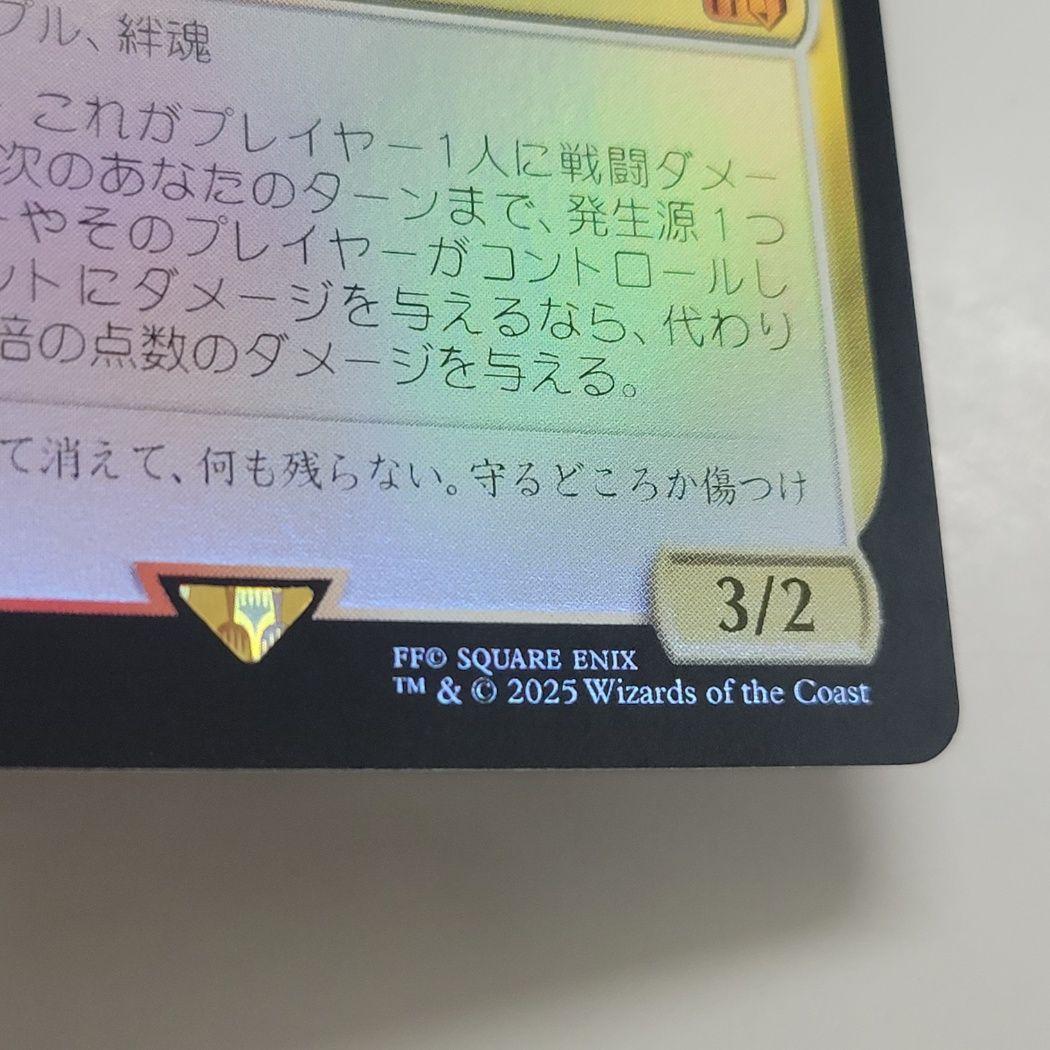 プル、絆魂
、これがプレイヤー1人に戦闘ダメー
次のあなたのターンまで、発生源1つ
やそのプレイヤーがコントロールし
ントにダメージを与えるなら、代わり
倍の点数のダメージを与える。
て消えて、何も残らない。守るどころか傷つけ
3/2
FF© SQUARE ENIX
™ & © 2025 Wizards of the Coast